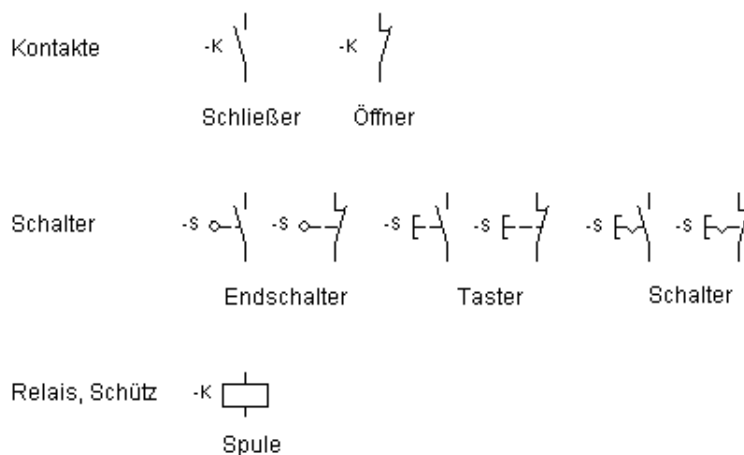 Kontakte -K -K
Schließer Öffner
Schalter -S -S -S -S -S -S
Endschalter Taster Schalter
Relais, Schütz -K
Spule